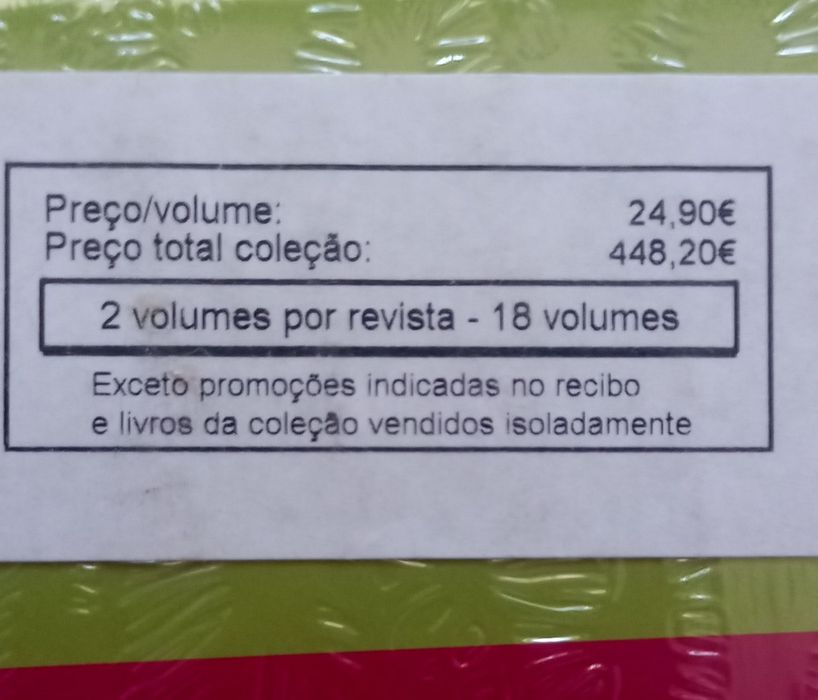 Preço/volume: 24,90€
Preço total coleção: 448,20€
2 volumes por revista - 18 volumes
Exceto promoções indicadas no recibo
e livros da coleção vendidos isoladamente